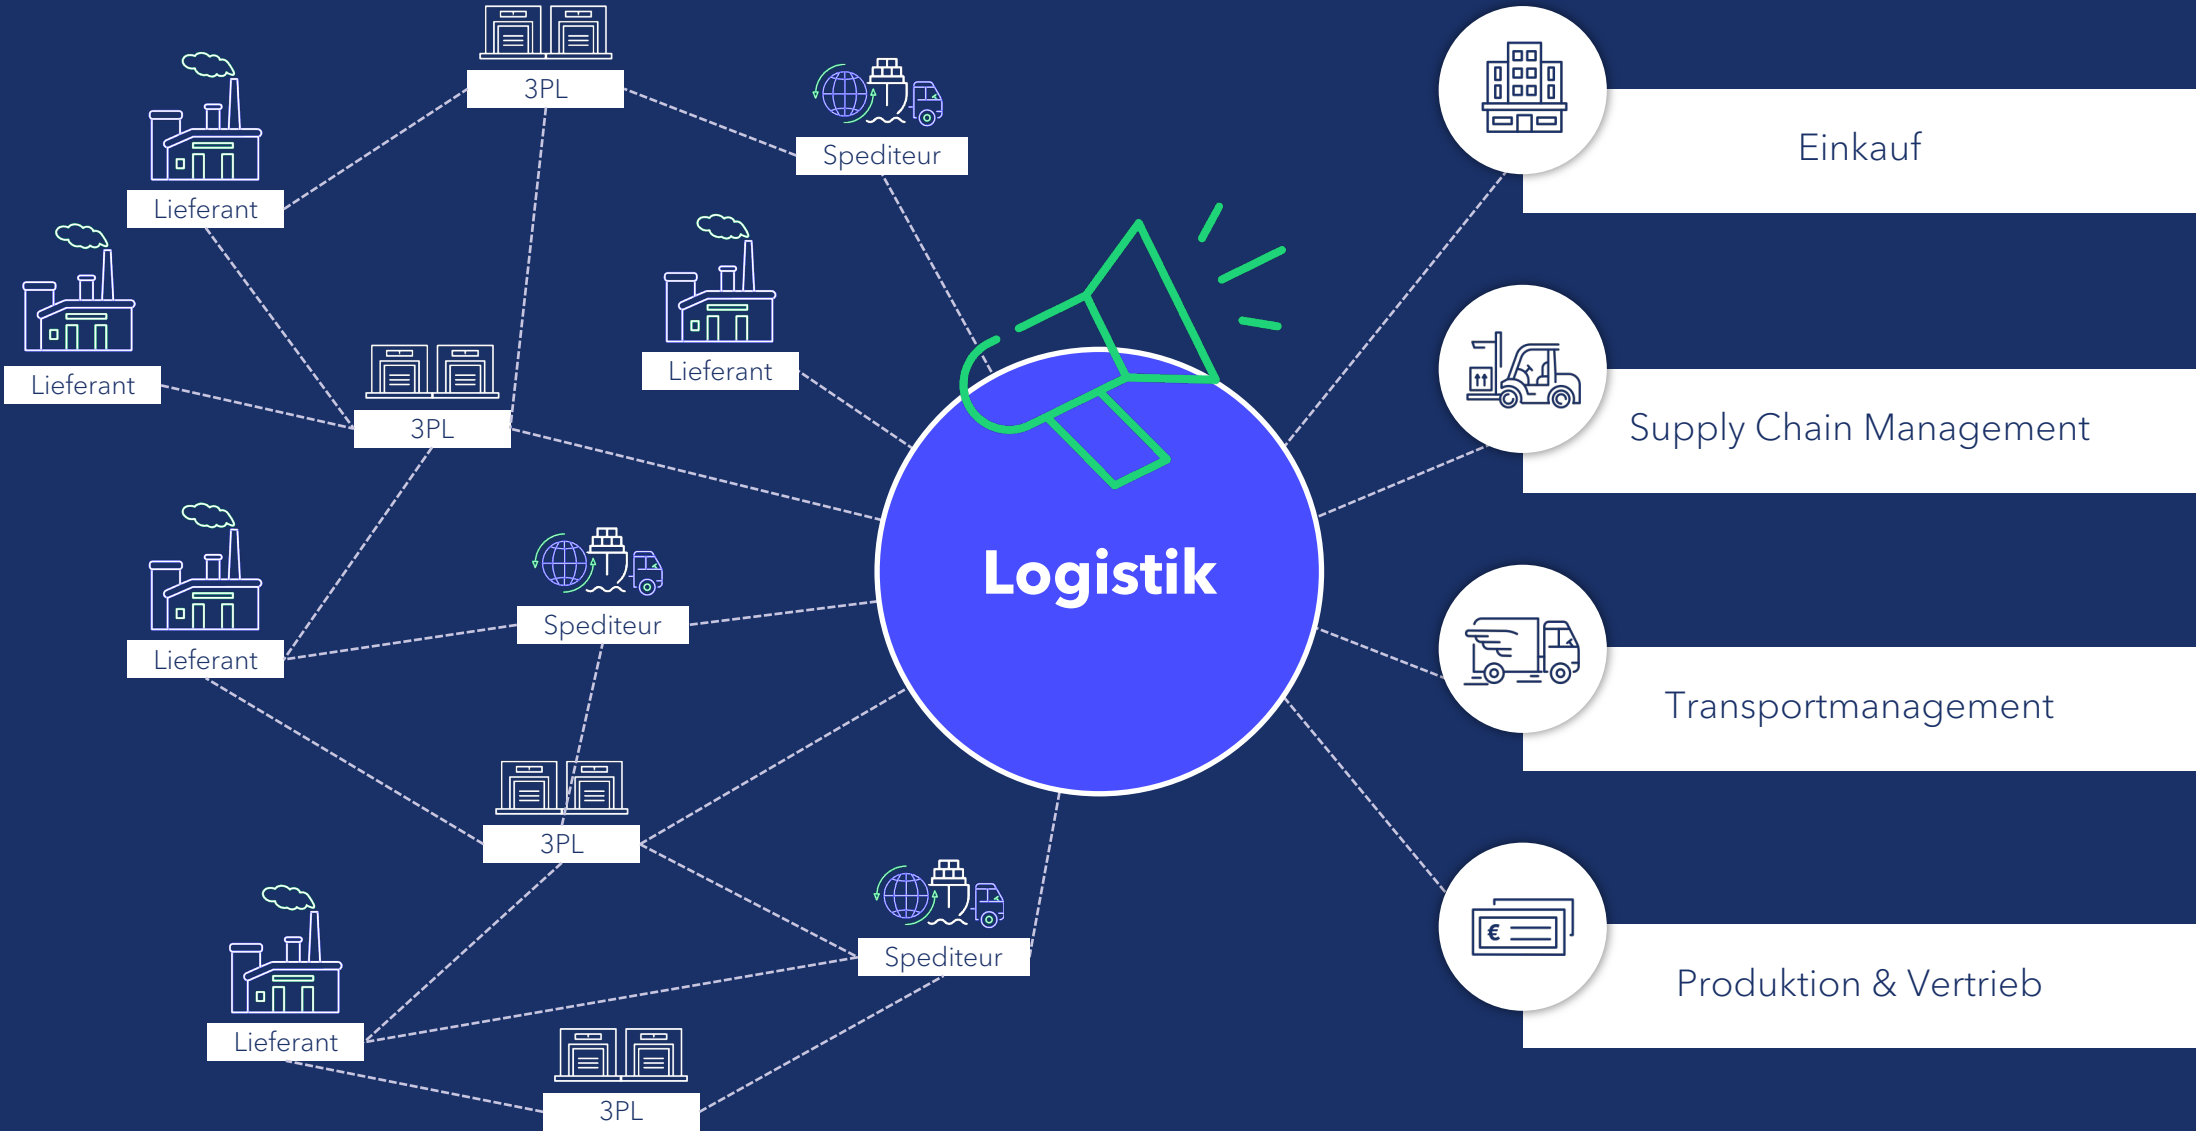 3PL
Spediteur
Lieferant
Lieferant
Lieferant
3PL
Lieferant
Spediteur
3PL
Spediteur
Lieferant
3PL
Logistik
Einkauf
Supply Chain Management
Transportmanagement
Produktion & Vertrieb
€